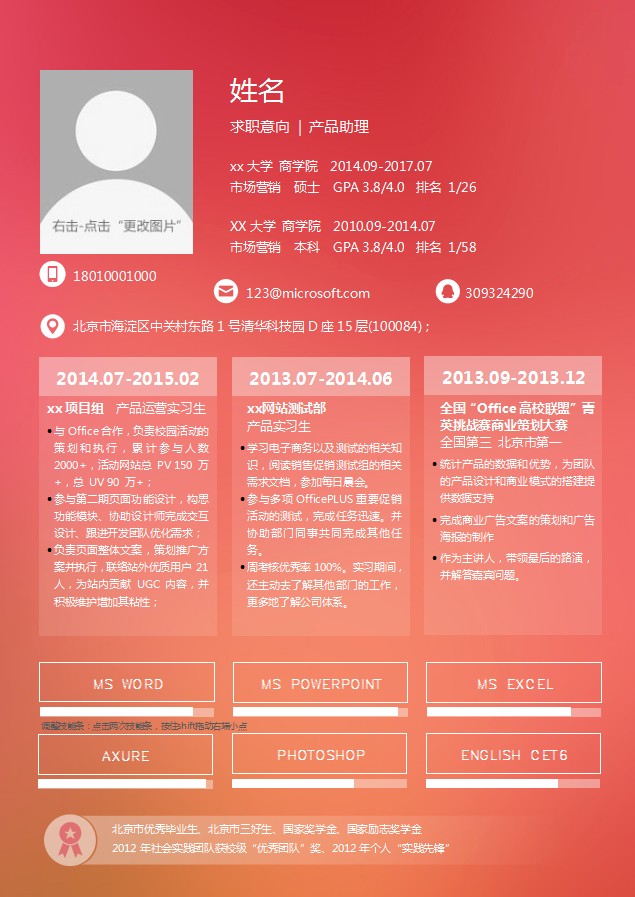 姓名
求职意向 | 产品助理
xx 大学 商学院 2014.09-2017.07
市场营销 硕士 GPA 3.8/4.0 排名 1/26
XX 大学 商学院 2010.09-2014.07
市场营销 本科 GPA 3.8/4.0 排名 1/58
右击-点击“更改图片”
18010001000
123@microsoft.com
309324290
北京市海淀区中关村东路 1 号清华科技园 D 座 15 层(100084)；
2014.07-2015.02
xx 项目组 产品运营实习生
•与 Office 合作，负责校园活动的
策划和执行，累计参与人数
2000+，活动网站总 PV 150 万
+，总 UV 90 万+；
•参与第二期页面功能设计，构思
功能模块、协助设计师完成交互
设计、跟进开发团队优化需求；
•负责页面整体文案，策划推广方
案并执行，联络站外优质用户 21
人，为站内贡献 UGC 内容，并
积极维护增加其粘性；
2013.07-2014.06
xx网站测试部
产品实习生
•学习电子商务以及测试的相关知
识，阅读销售促销测试组的相关
需求文档，参加每日晨会。
•参与多项 OfficePLUS 重要促销
活动的测试，完成任务迅速。并
协助部门同事共同完成其他任
务。
•周考核优秀率 100%。实习期间，
还主动去了解其他部门的工作，
更多地了解公司体系。
2013.09-2013.12
全国“Office 高校联盟”菁
英挑战赛商业策划大赛
全国第三 北京市第一
•统计产品的数据和优势，为团队
的产品设计和商业模式的搭建提
供数据支持
•完成商业广告文案的策划和广告
海报的制作
•作为主讲人，带领最后的路演，
并解答嘉宾问题。
MS WORD
MS POWERPOINT
MS EXCEL
调整技能条：点击两次技能条，按住shift拖动右端小点
AXURE
PHOTOSHOP
ENGLISH CET6
北京市优秀毕业生、北京市三好生、国家奖学金、国家励志奖学金
2012 年社会实践团队获校级“优秀团队”奖、2012 年个人“实践先锋”